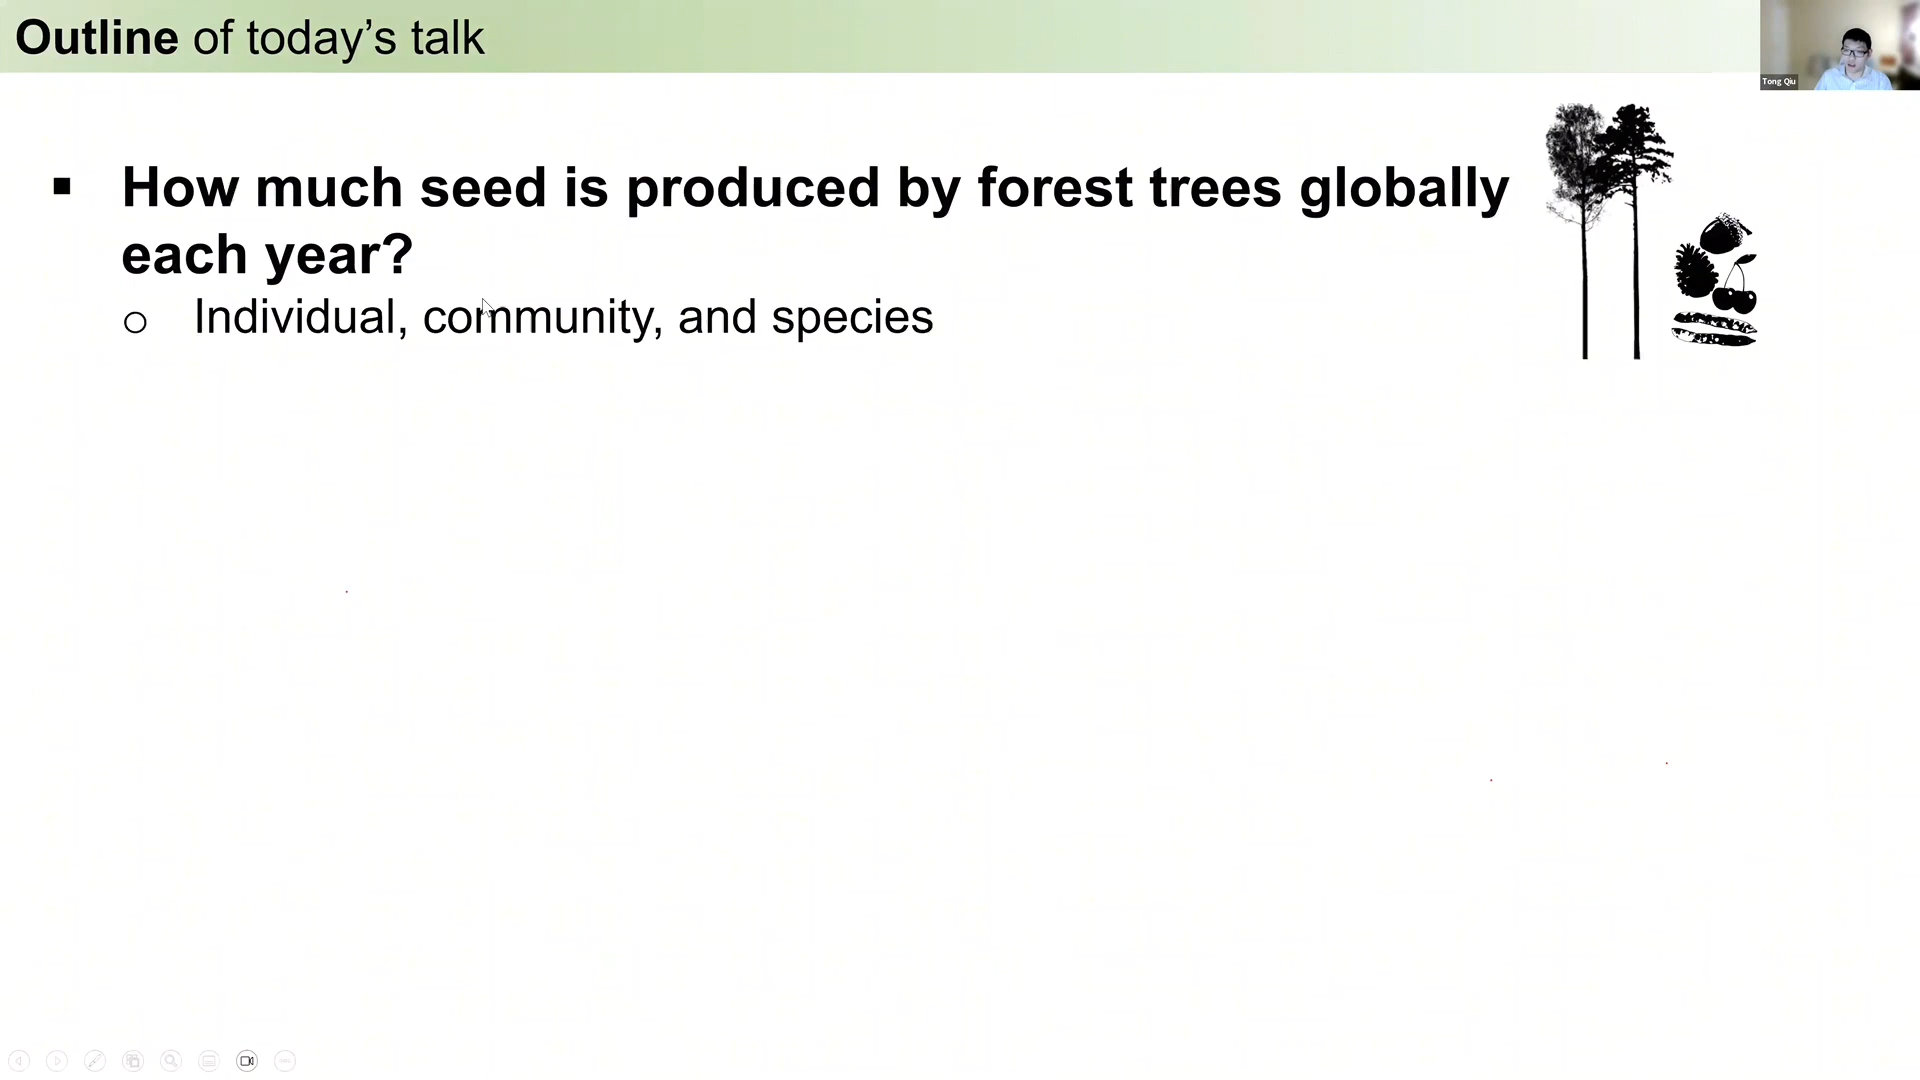 Outline of today’s talk
Tong Qiu
▪ How much seed is produced by forest trees globally
each year?
o Individual, community, and species